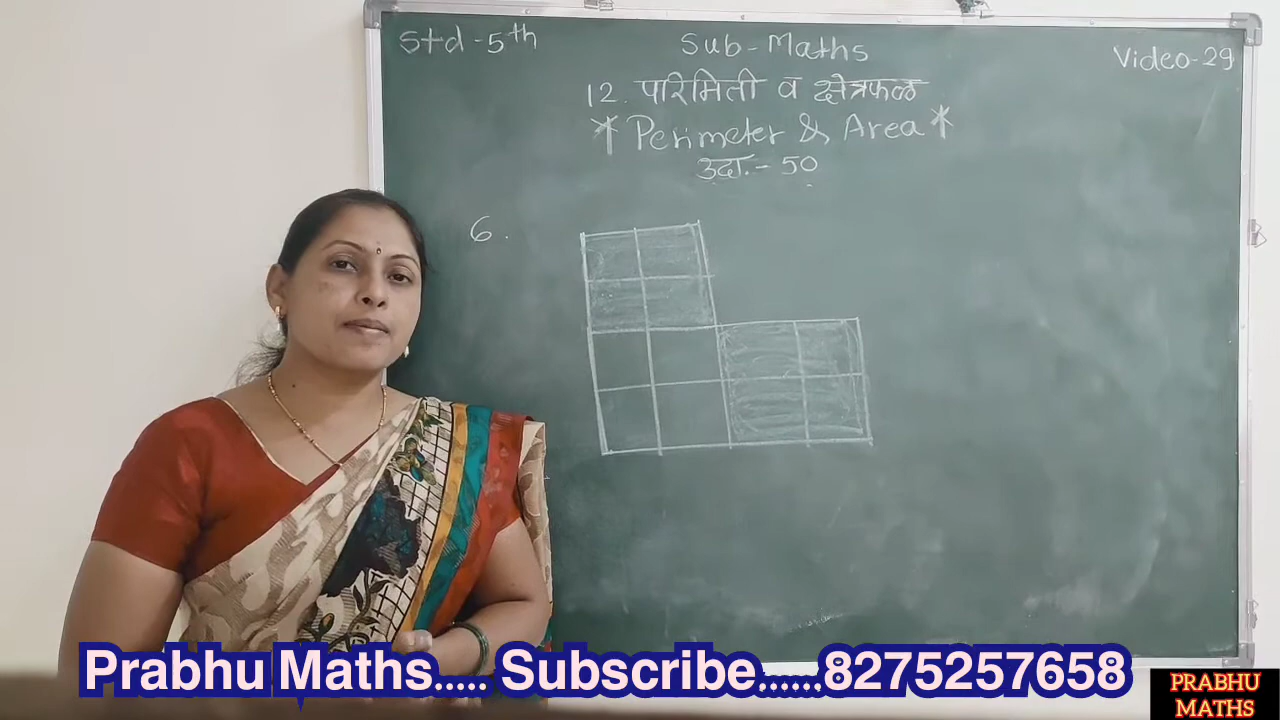 Std-5th
Sub-Maths
Video-29
12. परिमिती व क्षेत्रफळ
* Perimeter & Area *
उदा.- 50
6.
Prabhu Maths..... Subscribe......8275257658
PRABHU
MATHS